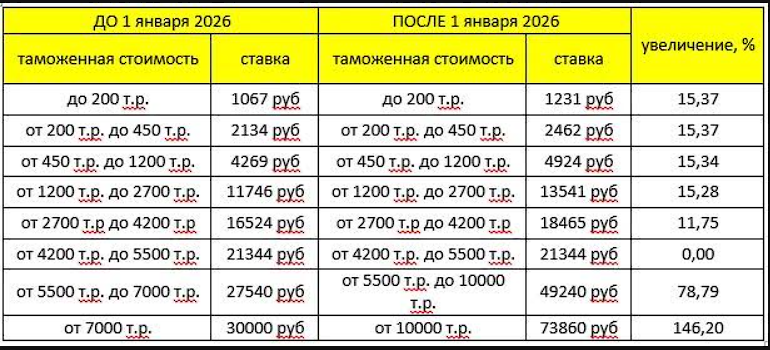 ДО 1 января 2026 ПОСЛЕ 1 января 2026 увеличение, %
таможенная стоимость ставка таможенная стоимость ставка
до 200 т.р. 1067 руб до 200 т.р. 1231 руб 15,37
от 200 т.р. до 450 т.р. 2134 руб от 200 т.р. до 450 т.р. 2462 руб 15,37
от 450 т.р. до 1200 т.р. 4269 руб от 450 т.р. до 1200 т.р. 4924 руб 15,34
от 1200 т.р. до 2700 т.р. 11746 руб от 1200 т.р. до 2700 т.р. 13541 руб 15,28
от 2700 т.р до 4200 т.р 16524 руб от 2700 т.р до 4200 т.р 18465 руб 11,75
от 4200 т.р. до 5500 т.р. 21344 руб от 4200 т.р. до 5500 т.р. 21344 руб 0,00
от 5500 т.р. до 7000 т.р. 27540 руб от 5500 т.р. до 10000 т.р. 49240 руб 78,79
от 7000 т.р. 30000 руб от 10000 т.р. 73860 руб 146,20